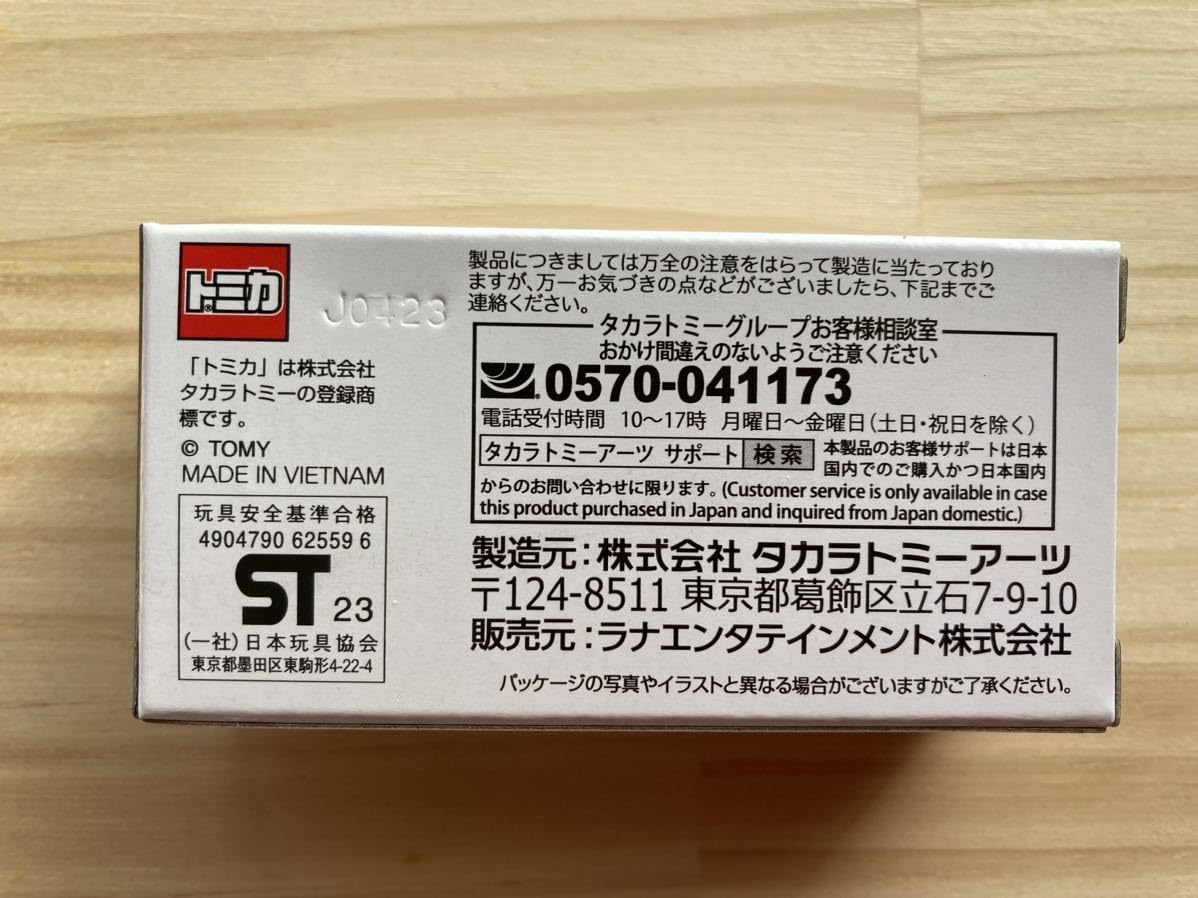 トミカ
®
J0423
「トミカ」は株式会社
タカラトミーの登録商
標です。
© TOMY
MADE IN VIETNAM
玩具安全基準合格
4904790 62559 6
ST 23
(一社)日本玩具協会
東京都墨田区東駒形4-22-4
製品につきましては万全の注意をはらって製造に当たっており
ますが、万一お気づきの点などがございましたら、下記までご
連絡ください。
タカラトミーグループお客様相談室
おかけ間違えのないようご注意ください
® 0570-041173
電話受付時間 10〜17時 月曜日〜金曜日(土日・祝日を除く)
タカラトミーアーツ サポート 検索 本製品のお客様サポートは日本
国内でのご購入かつ日本国内
からのお問い合わせに限ります。(Customer service is only available in case
this product purchased in Japan and inquired from Japan domestic.)
製造元:株式会社 タカラトミーアーツ
〒124-8511 東京都葛飾区立石7-9-10
販売元:ラナエンタテインメント株式会社
パッケージの写真やイラストと異なる場合がございますがご了承ください。